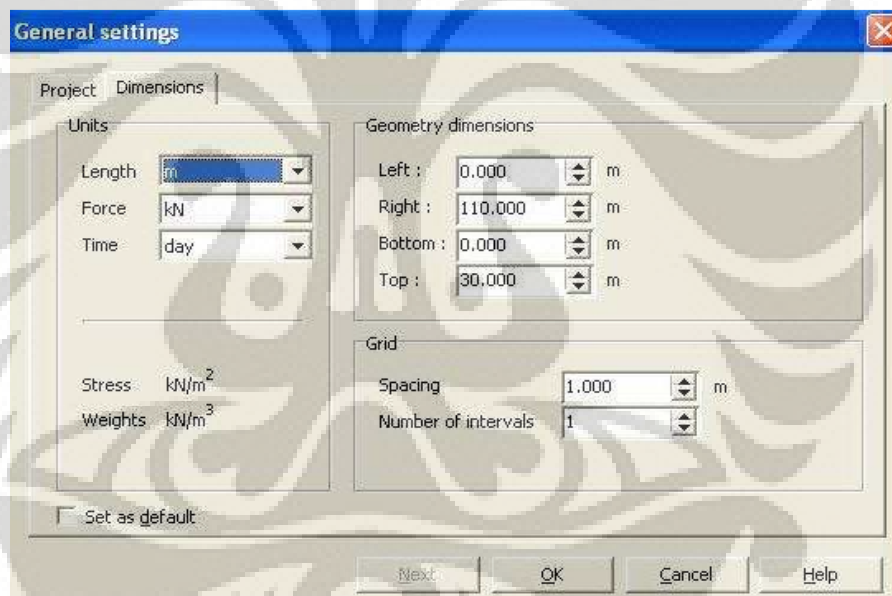 General settings
Project Dimensions
Units
Length m
Force kN
Time day
Stress kN/m²
Weights kN/m³
Geometry dimensions
Left : 0.000 m
Right : 110.000 m
Bottom : 0.000 m
Top : 30.000 m
Grid
Spacing 1.000 m
Number of intervals 1
Set as default
Next OK Cancel Help